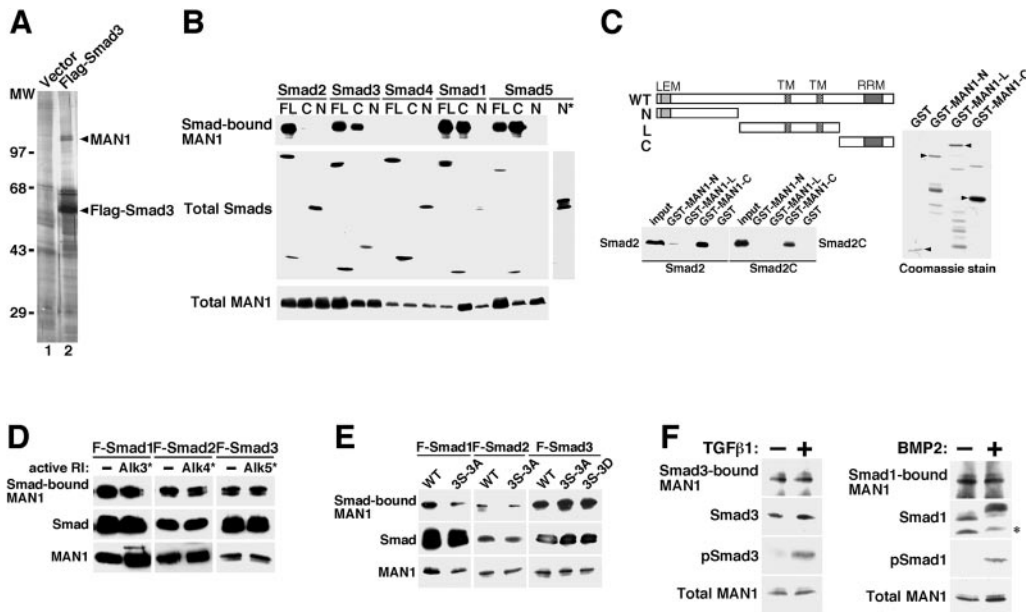 A
Vector
Flag-Smad3
MW
97
68
43
29
MAN1
Flag-Smad3
1 2
B
Smad2 Smad3 Smad4 Smad1 Smad5
FL C N FL C N FL C N FL C N FL C N N*
Smad-bound
MAN1
Total Smads
Total MAN1
C
LEM TM TM RRM
WT
N
L
C
Input
GST-MAN1-N
GST-MAN1-L
GST-MAN1-C
GST
Input
GST-MAN1-N
GST-MAN1-L
GST-MAN1-C
GST
Smad2
Smad2C
Smad2 Smad2C
GST
GST-MAN1-N
GST-MAN1-L
GST-MAN1-C
Coomassie stain
D
F-Smad1 F-Smad2 F-Smad3
active RI: – Alk3* – Alk4* – Alk5*
Smad-bound
MAN1
Smad
MAN1
E
F-Smad1 F-Smad2 F-Smad3
WT 3S-3A WT 3S-3A WT 3S-3A 3S-3D
Smad-bound
MAN1
Smad
MAN1
F
TGFβ1: – +
Smad3-bound
MAN1
Smad3
pSmad3
Total MAN1
BMP2: – +
Smad1-bound
MAN1
Smad1
*
pSmad1
Total MAN1